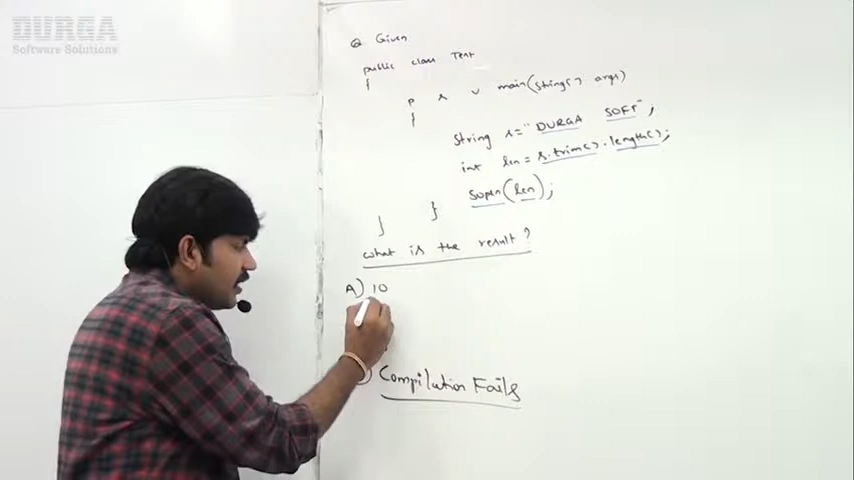 DURGA
Software Solutions
Q Given
public class Test
{
p s v main(String[] args)
{
String s="DURGA SOFT";
int len=s.trim().length();
Sopln(len);
}
}
what is the result?
A) 10
) Compilation Fails